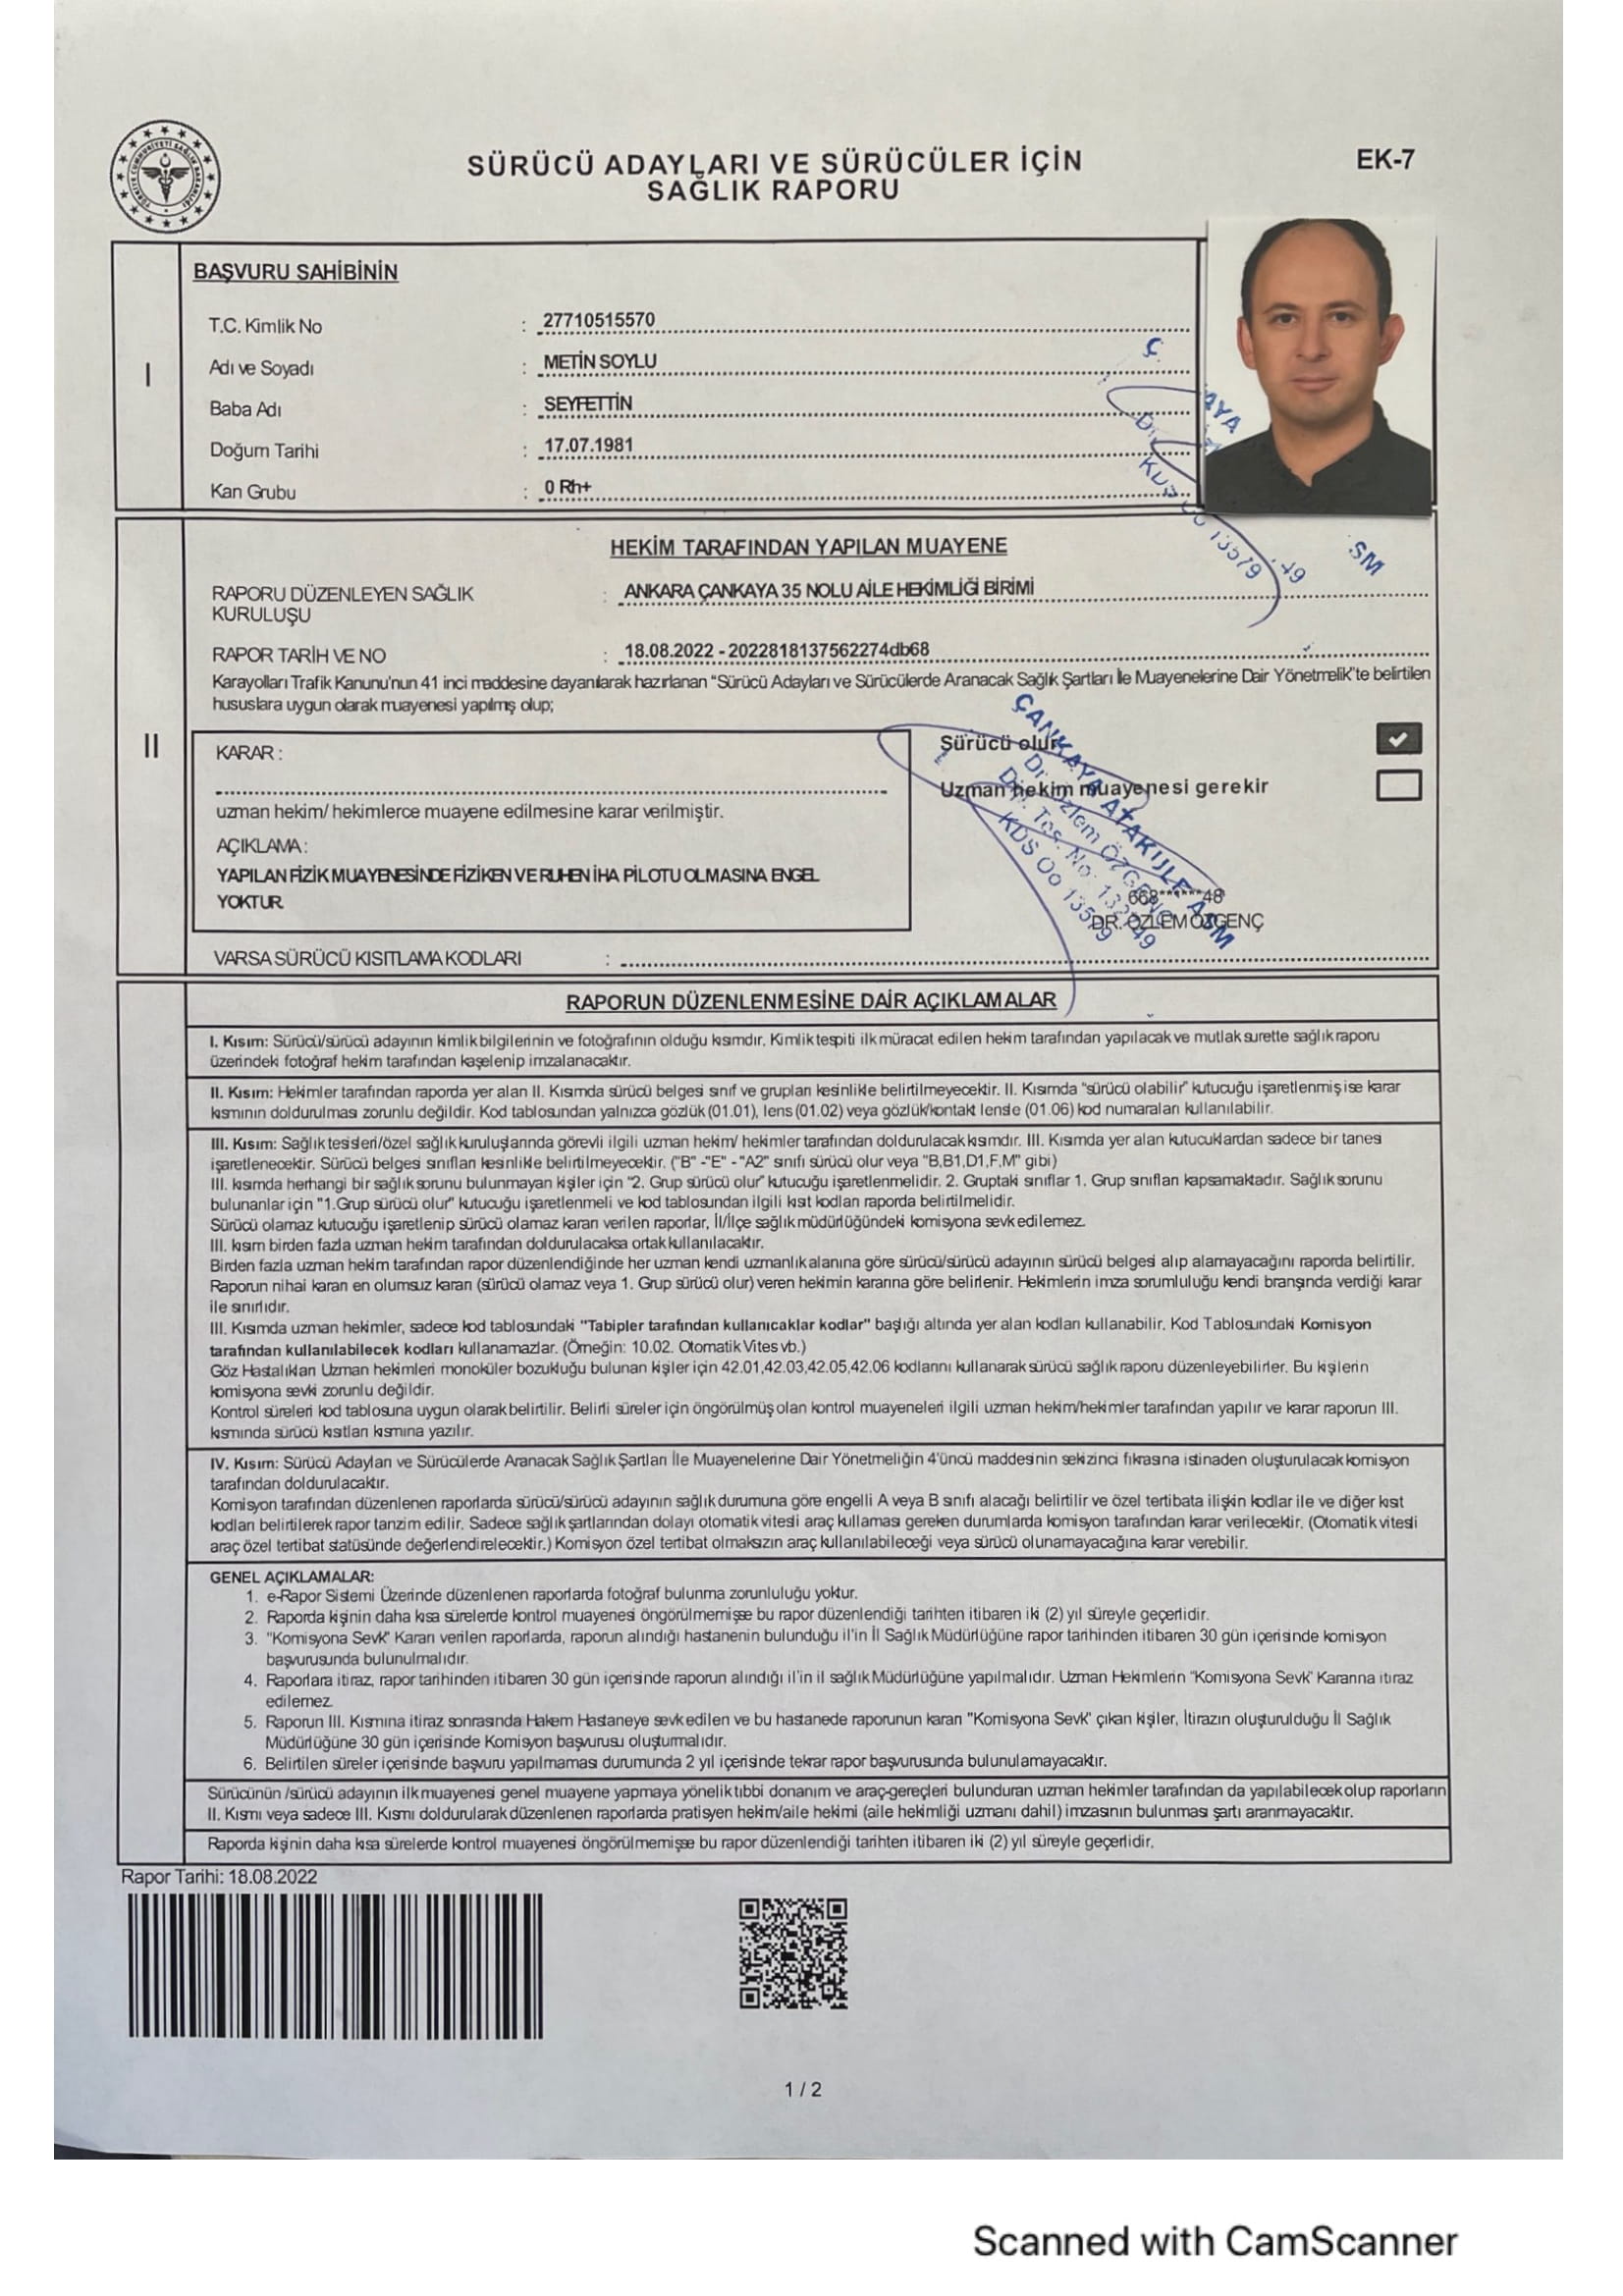 SÜRÜCÜ ADAYLARI VE SÜRÜCÜLER İÇİN
SAĞLIK RAPORU
EK-7
I
BAŞVURU SAHİBİNİN
T.C. Kimlik No : 27710515570
Adı ve Soyadı : METİN SOYLU
Baba Adı : SEYFETTİN
Doğum Tarihi : 17.07.1981
Kan Grubu : 0 Rh+
II
HEKİM TARAFINDAN YAPILAN MUAYENE
RAPORU DÜZENLEYEN SAĞLIK : ANKARA ÇANKAYA 35 NOLU AİLE HEKİMLİĞİ BİRİMİ
KURULUŞU
RAPOR TARİH VE NO : 18.08.2022 - 2022818137562274db68
Karayolları Trafik Kanunu'nun 41 inci maddesine dayanılarak hazırlanan "Sürücü Adayları ve Sürücülerde Aranacak Sağlık Şartları İle Muayenelerine Dair Yönetmelik"te belirtilen
hususlara uygun olarak muayenesi yapılmış olup;
KARAR :
uzman hekim/ hekimlerce muayene edilmesine karar verilmiştir.
AÇIKLAMA :
YAPILAN FİZİK MUAYENESİNDE FİZİKEN VE RUHEN İHA PİLOTU OLMASINA ENGEL
YOKTUR
Sürücü olur
Uzman hekim muayenesi gerekir
ÇANKAYA ATAKULE ASM
Dr. Özlem ÖZGENÇ
Dip. Tes. No: 132749
KDS 06 13579
668******48
DR. ÖZLEM ÖZGENÇ
VARSA SÜRÜCÜ KISITLAMA KODLARI :
RAPORUN DÜZENLENMESİNE DAİR AÇIKLAMALAR
I. Kısım: Sürücü/sürücü adayının kimlik bilgilerinin ve fotoğrafının olduğu kısımdır. Kimlik tespiti ilk müracat edilen hekim tarafından yapılacak ve mutlak surette sağlık raporu
üzerindeki fotoğraf hekim tarafından kaşelenip imzalanacaktır.
II. Kısım: Hekimler tarafından raporda yer alan II. Kısımda sürücü belgesi sınıf ve grupları kesinlikle belirtilmeyecektir. II. Kısımda "sürücü olabilir" kutucuğu işaretlenmiş ise karar
kısmının doldurulması zorunlu değildir. Kod tablosundan yalnızca gözlük (01.01), lens (01.02) veya gözlük/kontakt lensle (01.06) kod numaraları kullanılabilir.
III. Kısım: Sağlık tesisleri/özel sağlık kuruluşlarında görevli ilgili uzman hekim/ hekimler tarafından doldurulacak kısımdır. III. Kısımda yer alan kutucuklardan sadece bir tanesi
işaretlenecektir. Sürücü belgesi sınıfları kesinlikle belirtilmeyecektir. ("B" -"E" - "A2" sınıfı sürücü olur veya "B,B1,D1,F,M" gibi)
III. kısımda herhangi bir sağlık sorunu bulunmayan kişiler için "2. Grup sürücü olur" kutucuğu işaretlenmelidir. 2. Gruptaki sınıflar 1. Grup sınıfları kapsamaktadır. Sağlık sorunu
bulunanlar için "1.Grup sürücü olur" kutucuğu işaretlenmeli ve kod tablosundan ilgili kısıt kodları raporda belirtilmelidir.
Sürücü olamaz kutucuğu işaretlenip sürücü olamaz kararı verilen raporlar, İl/İlçe sağlık müdürlüğündeki komisyona sevk edilemez.
III. kısım birden fazla uzman hekim tarafından doldurulacaksa ortak kullanılacaktır.
Birden fazla uzman hekim tarafından rapor düzenlendiğinde her uzman kendi uzmanlık alanına göre sürücü/sürücü adayının sürücü belgesi alıp alamayacağını raporda belirtilir.
Raporun nihai kararı en olumsuz kararı (sürücü olamaz veya 1. Grup sürücü olur) veren hekimin kararına göre belirlenir. Hekimlerin imza sorumluluğu kendi branşında verdiği karar
ile sınırlıdır.
III. Kısımda uzman hekimler, sadece kod tablosundaki "Tabipler tarafından kullanıcaklar kodlar" başlığı altında yer alan kodları kullanabilir. Kod Tablosundaki Komisyon
tarafından kullanılabilecek kodları kullanamazlar. (Örneğin: 10.02. Otomatik Vites vb.)
Göz Hastalıkları Uzman hekimleri monoküler bozukluğu bulunan kişiler için 42.01,42.03,42.05,42.06 kodlarını kullanarak sürücü sağlık raporu düzenleyebilirler. Bu kişilerin
komisyona sevki zorunlu değildir.
Kontrol süreleri kod tablosuna uygun olarak belirtilir. Belirli süreler için öngörülmüş olan kontrol muayeneleri ilgili uzman hekim/hekimler tarafından yapılır ve karar raporun III.
kısmında sürücü kısıtları kısmına yazılır.
IV. Kısım: Sürücü Adayları ve Sürücülerde Aranacak Sağlık Şartları İle Muayenelerine Dair Yönetmeliğin 4'üncü maddesinin sekizinci fıkrasına istinaden oluşturulacak komisyon
tarafından doldurulacaktır.
Komisyon tarafından düzenlenen raporlarda sürücü/sürücü adayının sağlık durumuna göre engelli A veya B sınıfı alacağı belirtilir ve özel tertibata ilişkin kodlar ile ve diğer kısıt
kodları belirtilerek rapor tanzim edilir. Sadece sağlık şartlarından dolayı otomatik vitesli araç kullaması gereken durumlarda komisyon tarafından karar verilecektir. (Otomatik vitesli
araç özel tertibat statüsünde değerlendirelecektir.) Komisyon özel tertibat olmaksızın araç kullanılabileceği veya sürücü olunamayacağına karar verebilir.
GENEL AÇIKLAMALAR:
1. e-Rapor Sistemi Üzerinde düzenlenen raporlarda fotoğraf bulunma zorunluluğu yoktur.
2. Raporda kişinin daha kısa sürelerde kontrol muayenesi öngörülmemişse bu rapor düzenlendiği tarihten itibaren iki (2) yıl süreyle geçerlidir.
3. "Komisyona Sevk" Kararı verilen raporlarda, raporun alındığı hastanenin bulunduğu il'in İl Sağlık Müdürlüğüne rapor tarihinden itibaren 30 gün içerisinde komisyon
başvurusunda bulunulmalıdır.
4. Raporlara itiraz, rapor tarihinden itibaren 30 gün içerisinde raporun alındığı il'in il sağlık Müdürlüğüne yapılmalıdır. Uzman Hekimlerin "Komisyona Sevk" Kararına itiraz
edilemez.
5. Raporun III. Kısmına itiraz sonrasında Hakem Hastaneye sevk edilen ve bu hastanede raporunun kararı "Komisyona Sevk" çıkan kişiler, İtirazın oluşturulduğu İl Sağlık
Müdürlüğüne 30 gün içerisinde Komisyon başvurusu oluşturmalıdır.
6. Belirtilen süreler içerisinde başvuru yapılmaması durumunda 2 yıl içerisinde tekrar rapor başvurusunda bulunulamayacaktır.
Sürücünün /sürücü adayının ilk muayenesi genel muayene yapmaya yönelik tıbbi donanım ve araç-gereçleri bulunduran uzman hekimler tarafından da yapılabilecek olup raporların
II. Kısmı veya sadece III. Kısmı doldurularak düzenlenen raporlarda pratisyen hekim/aile hekimi (aile hekimliği uzmanı dahil) imzasının bulunması şartı aranmayacaktır.
Raporda kişinin daha kısa sürelerde kontrol muayenesi öngörülmemişse bu rapor düzenlendiği tarihten itibaren iki (2) yıl süreyle geçerlidir.
Rapor Tarihi: 18.08.2022
1 / 2
Scanned with CamScanner